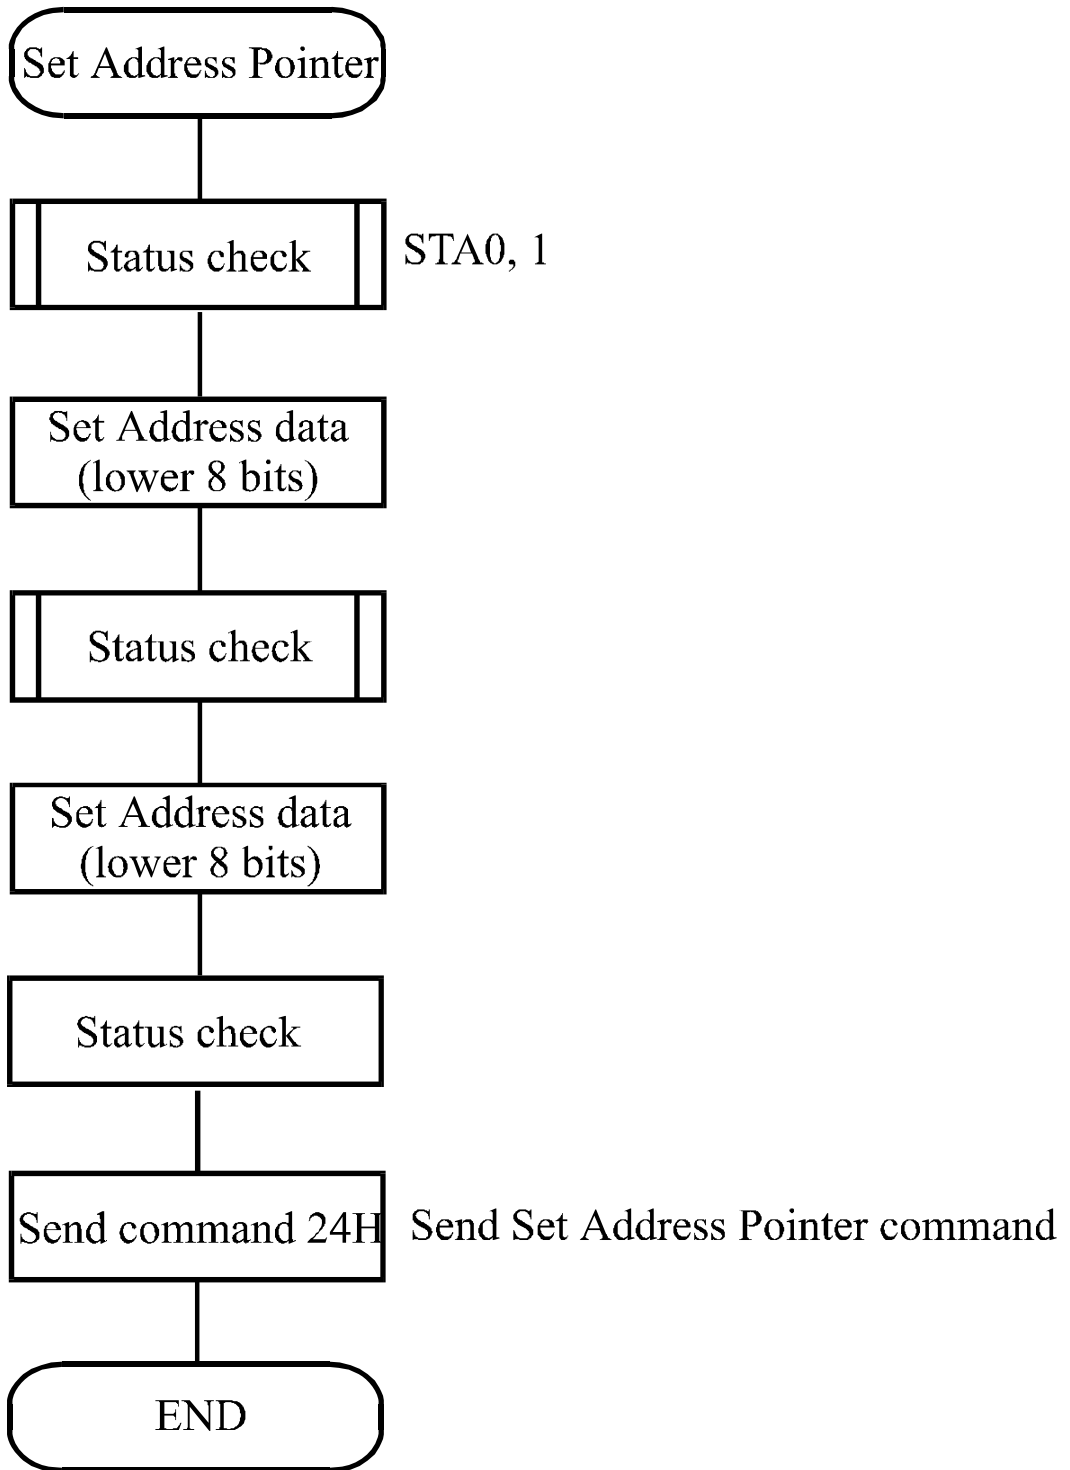 Set Address Pointer
Status check
STA0, 1
Set Address data
(lower 8 bits)
Status check
Set Address data
(lower 8 bits)
Status check
Send command 24H
Send Set Address Pointer command
END